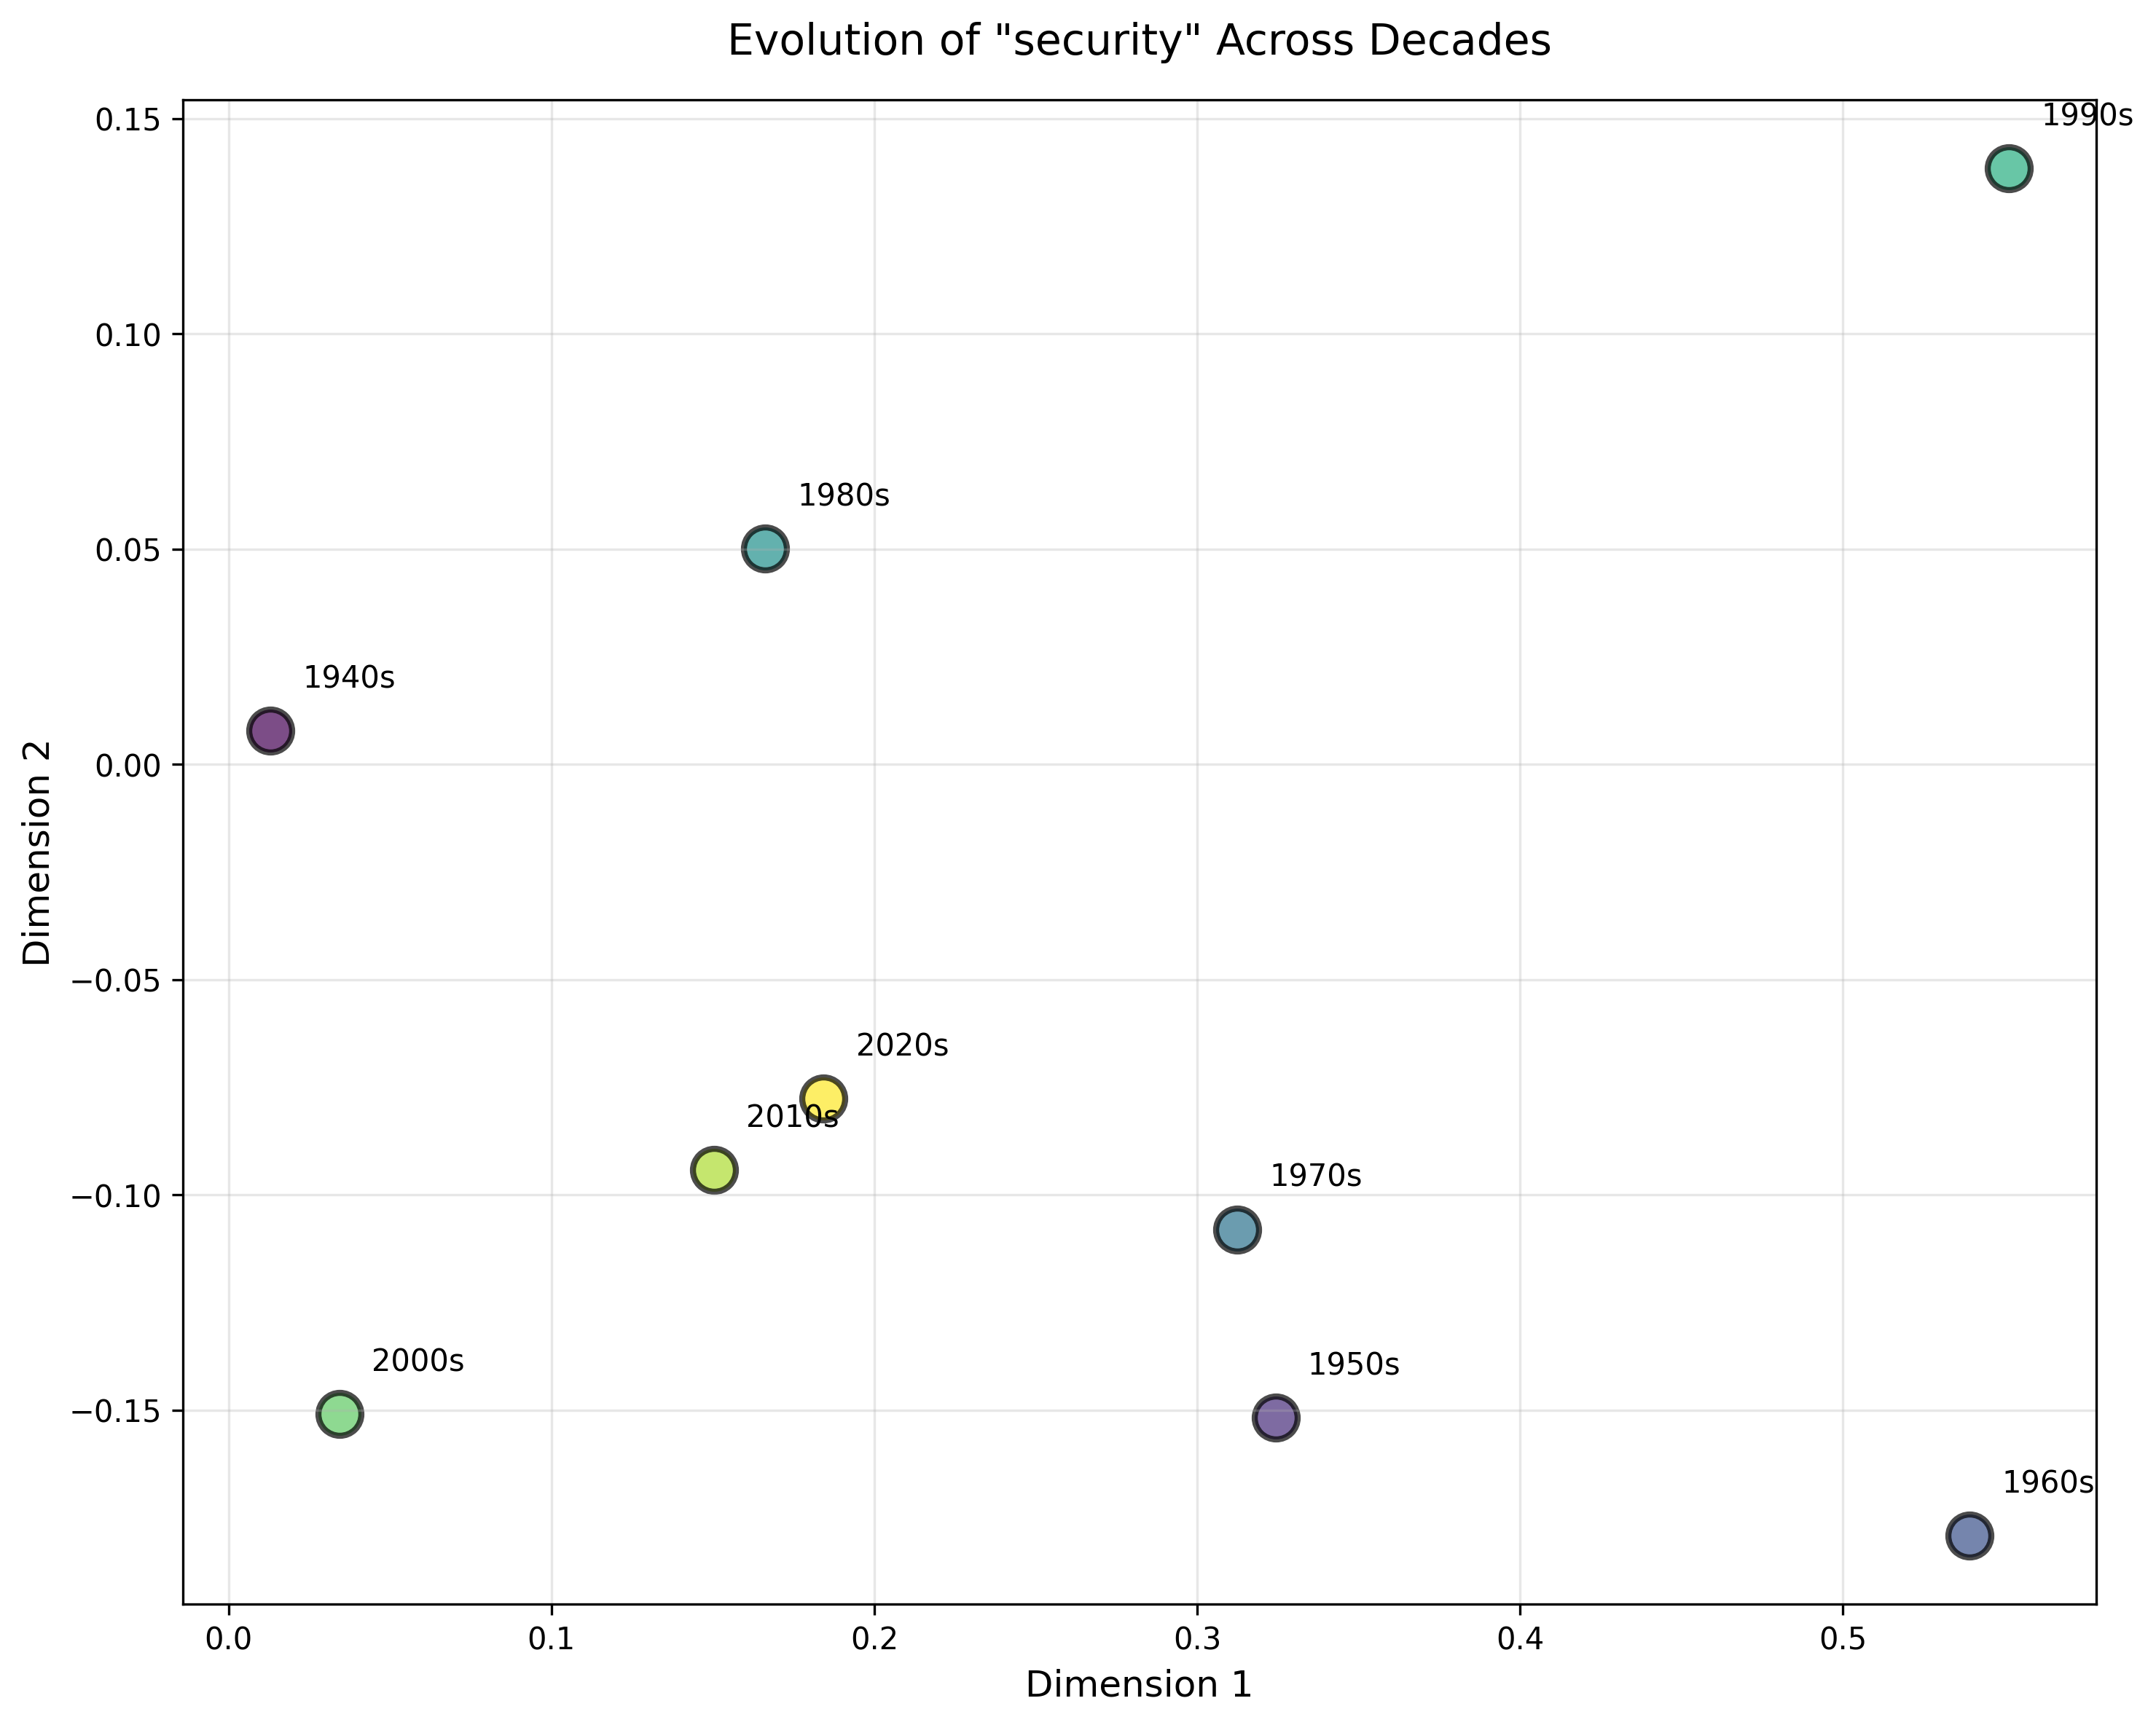 Evolution of "security" Across Decades
0.15
0.10
0.05
0.00
−0.05
−0.10
−0.15
Dimension 2
1990s
1980s
1940s
2020s
2010s
1970s
2000s
1950s
1960s
0.0 0.1 0.2 0.3 0.4 0.5
Dimension 1